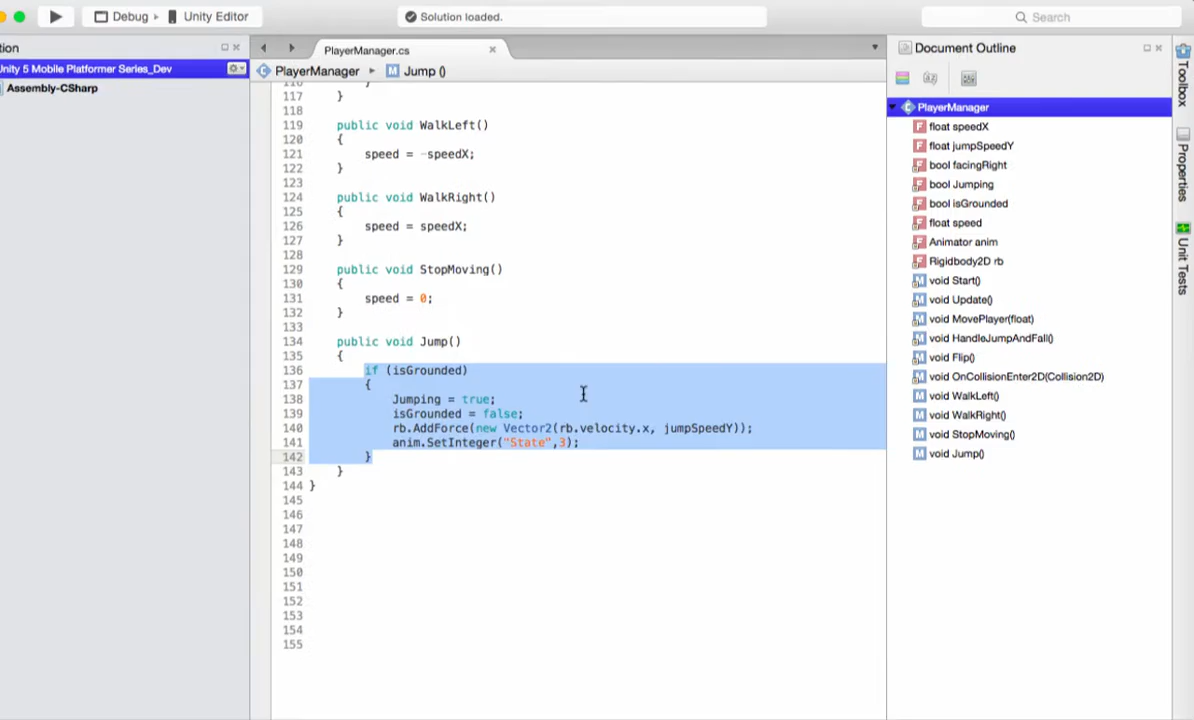 Debug
Unity Editor
Solution loaded.
Search
PlayerManager.cs
Document Outline
Unity 5 Mobile Platformer Series_Dev
PlayerManager
Jump ()
Assembly-CSharp
117 }
118
119 public void WalkLeft()
120 {
121 speed = -speedX;
122 }
123
124 public void WalkRight()
125 {
126 speed = speedX;
127 }
128
129 public void StopMoving()
130 {
131 speed = 0;
132 }
133
134 public void Jump()
135 {
136 if (isGrounded)
137 {
138 Jumping = true;
139 isGrounded = false;
140 rb.AddForce(new Vector2(rb.velocity.x, jumpSpeedY));
141 anim.SetInteger("State",3);
142 }
143 }
144 }
145
146
147
148
149
150
151
152
153
154
155
PlayerManager
float speedX
float jumpSpeedY
bool facingRight
bool Jumping
bool isGrounded
float speed
Animator anim
Rigidbody2D rb
void Start()
void Update()
void MovePlayer(float)
void HandleJumpAndFall()
void Flip()
void OnCollisionEnter2D(Collision2D)
void WalkLeft()
void WalkRight()
void StopMoving()
void Jump()
Toolbox
Properties
Unit Tests